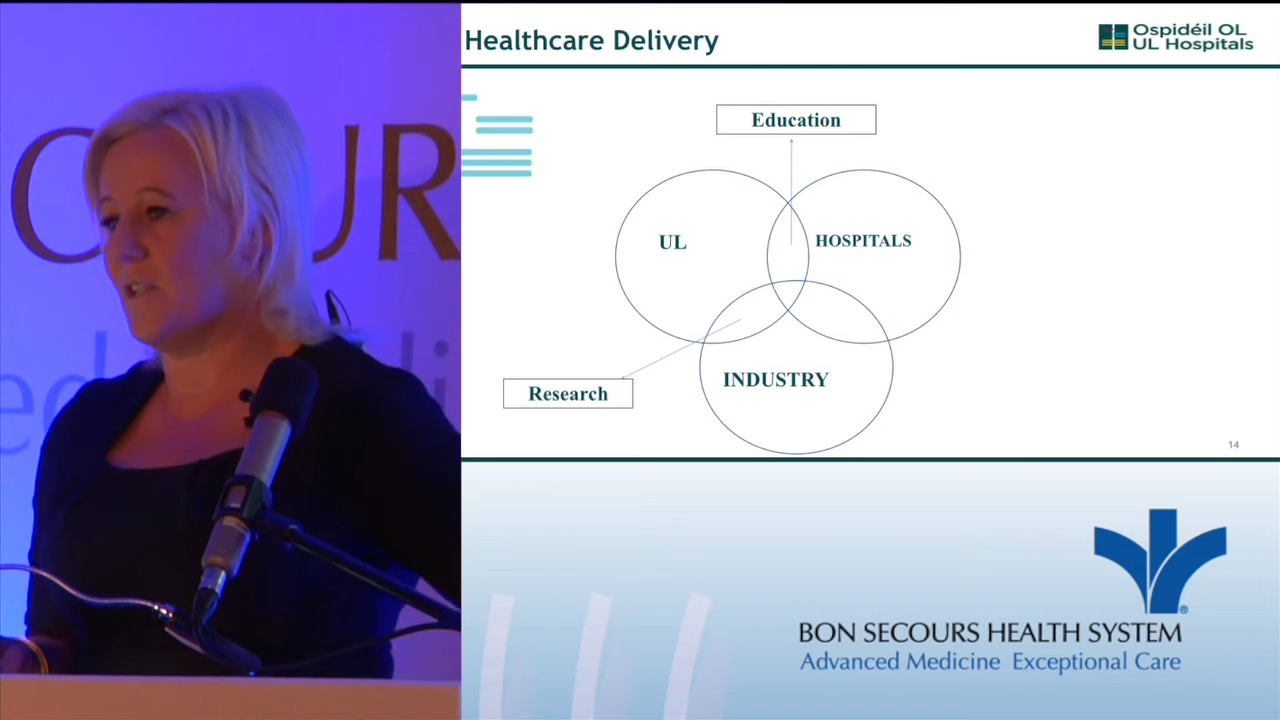 Healthcare Delivery
Ospidéil OL
UL Hospitals
Education
UL
HOSPITALS
INDUSTRY
Research
14
BON SECOURS HEALTH SYSTEM
Advanced Medicine Exceptional Care